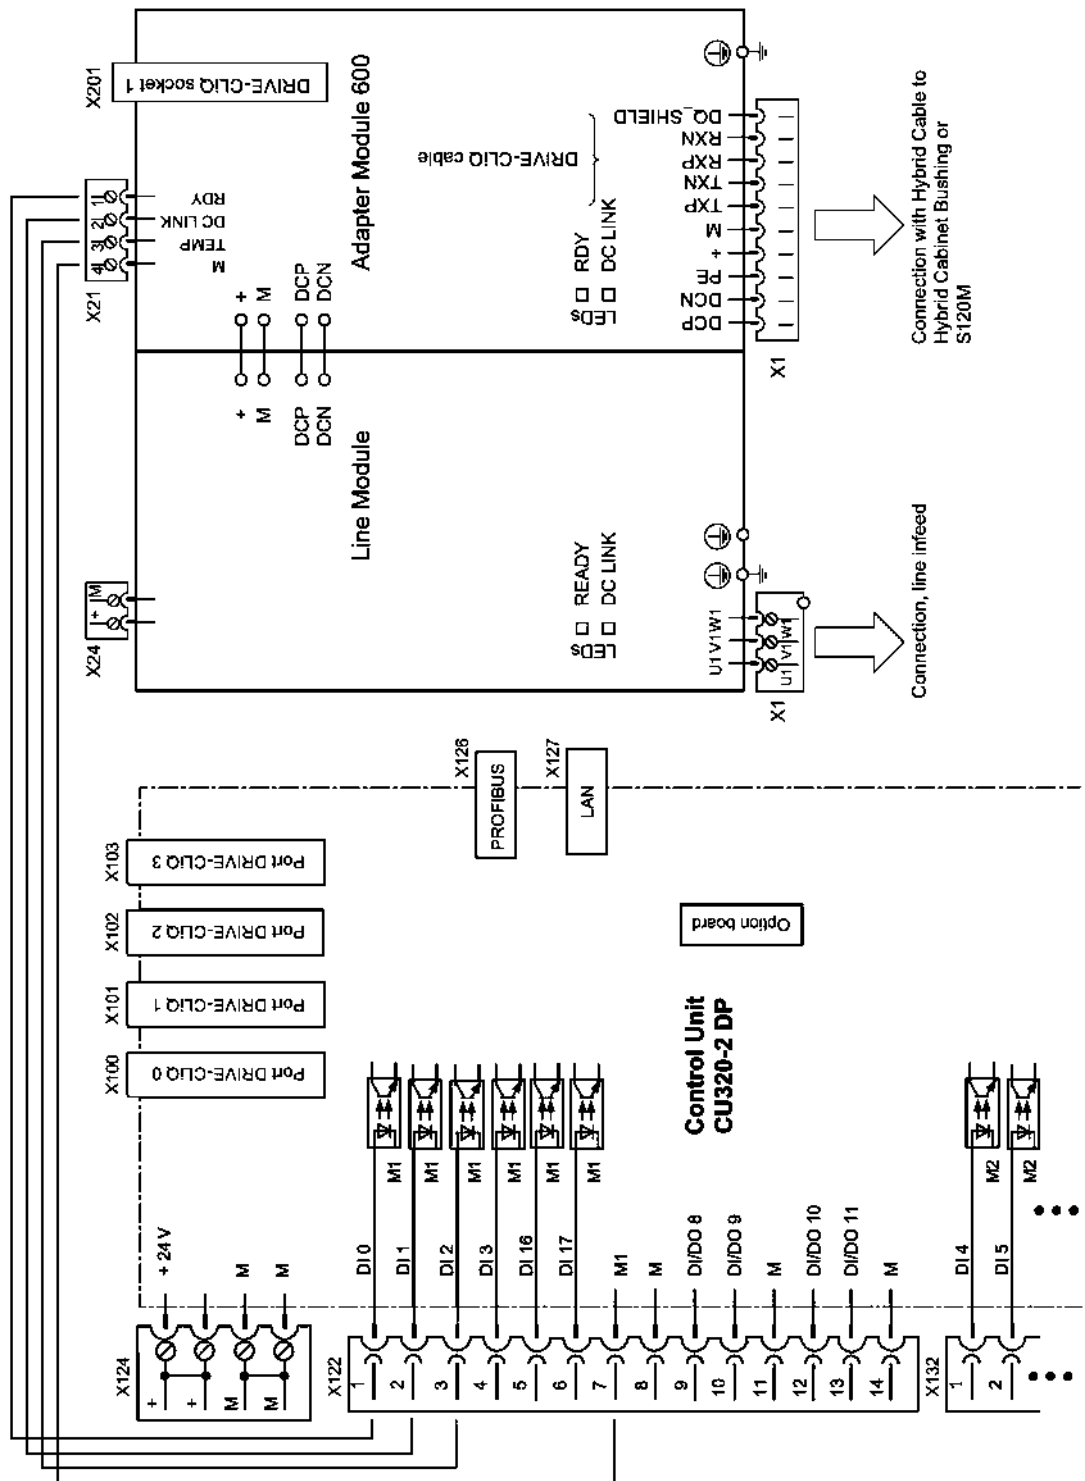 X201
DRIVE-CLiQ socket 1
Adapter Module 600
X21
1
2
3
4
RDY
DC LINK
TEMP
M
DRIVE-CLiQ cable
DQ_SHIELD
RXN
RXP
TXN
TXP
M
+
PE
DCN
DCP
LEDs
RDY
DC LINK
X1
Connection with Hybrid Cable to
Hybrid Cabinet Bushing or
S120M
+
M
DCP
DCN
+
M
DCP
DCN
Line Module
X24
+
M
LEDs
READY
DC LINK
U1 V1 W1
U1 V1 W1
X1
Connection, line infeed
X126
PROFIBUS
X127
LAN
X103
Port DRIVE-CLiQ 3
X102
Port DRIVE-CLiQ 2
X101
Port DRIVE-CLiQ 1
X100
Port DRIVE-CLiQ 0
Option board
Control Unit
CU320-2 DP
X124
+
+
M
M
+ 24 V
M
M
X122
1
DI 0
M1
2
DI 1
M1
3
DI 2
M1
4
DI 3
M1
5
DI 16
M1
6
DI 17
M1
7
M1
8
M
9
DI/DO 8
10
DI/DO 9
11
M
12
DI/DO 10
13
DI/DO 11
14
M
X132
1
DI 4
M2
2
DI 5
M2